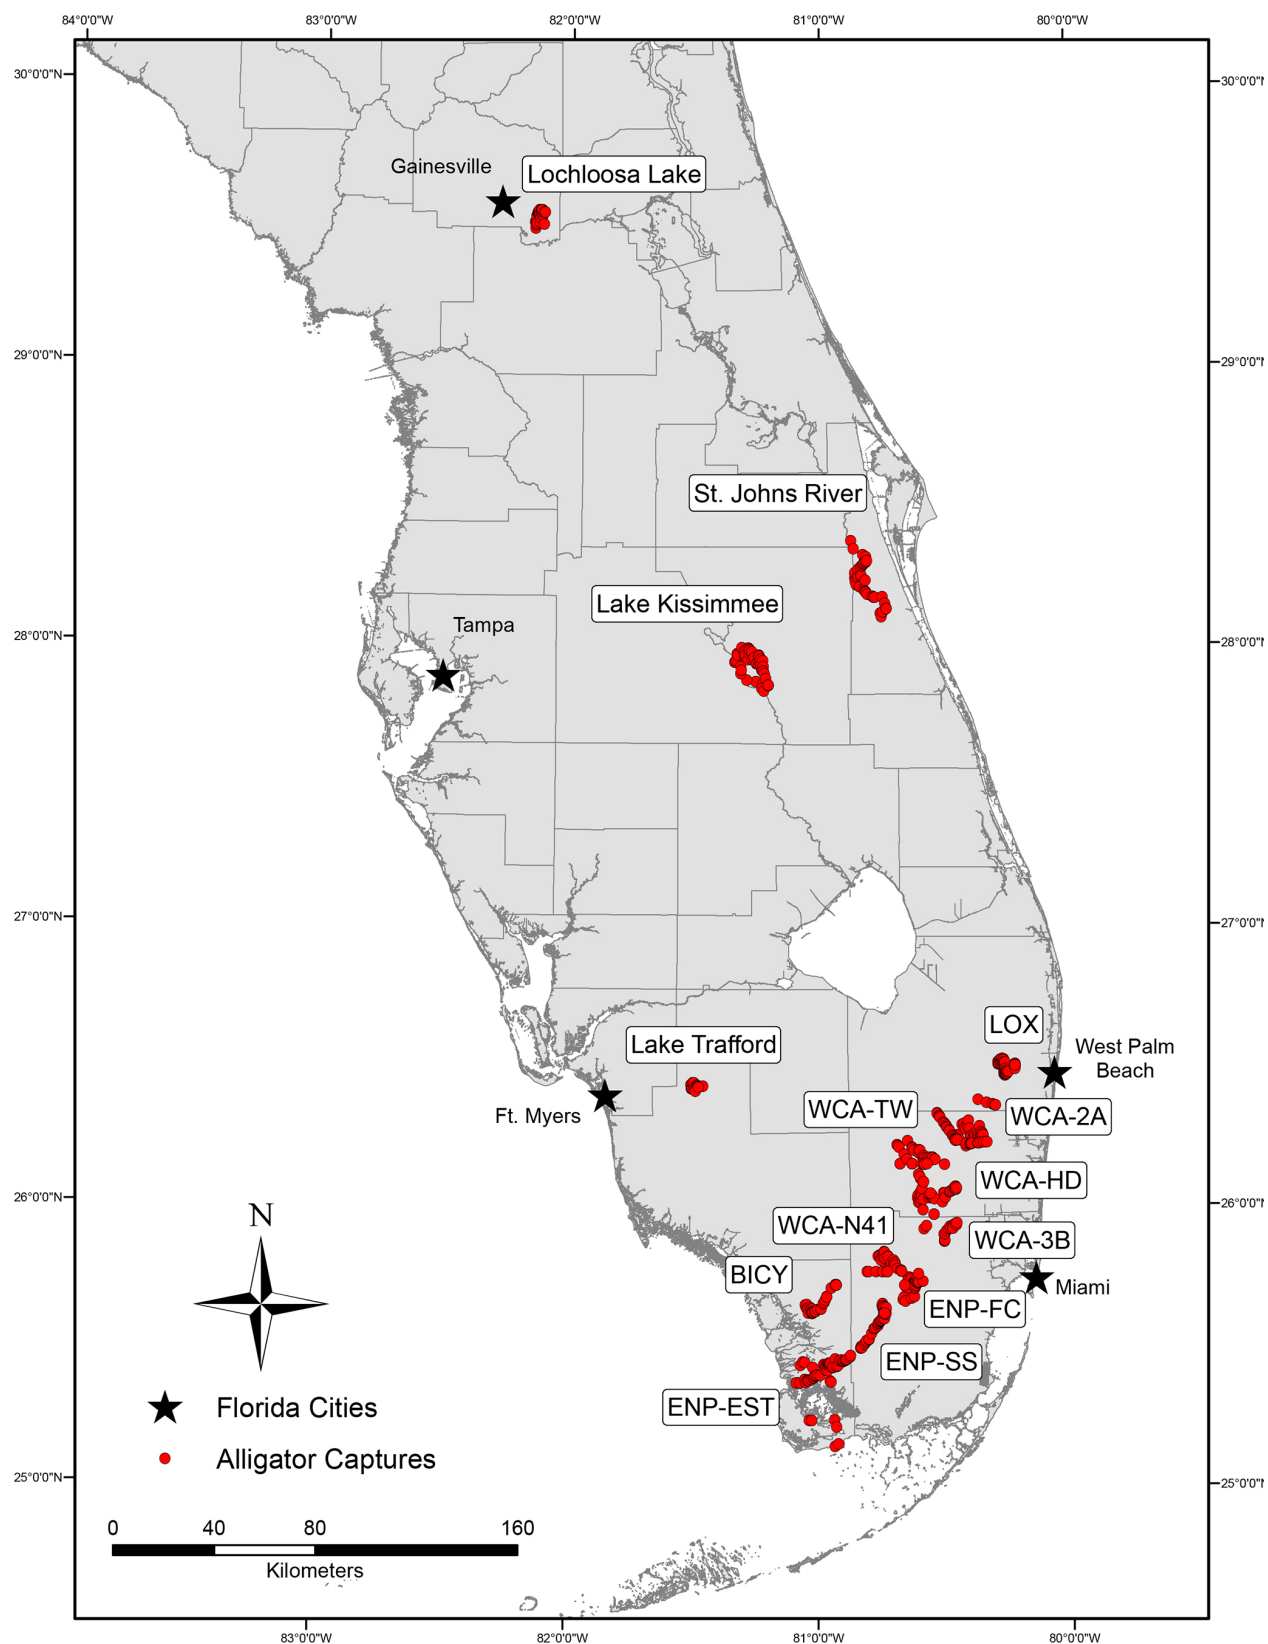 84°0'0"W 83°0'0"W 82°0'0"W 81°0'0"W 80°0'0"W
30°0'0"N 30°0'0"N
Gainesville
Lochloosa Lake
29°0'0"N 29°0'0"N
St. Johns River
Lake Kissimmee
Tampa
28°0'0"N 28°0'0"N
27°0'0"N 27°0'0"N
LOX
Lake Trafford
West Palm
Beach
Ft. Myers
WCA-TW
WCA-2A
WCA-HD
26°0'0"N 26°0'0"N
N
WCA-N41
WCA-3B
BICY
Miami
ENP-FC
ENP-SS
ENP-EST
Florida Cities
Alligator Captures
25°0'0"N 25°0'0"N
0 40 80 160
Kilometers
83°0'0"W 82°0'0"W 81°0'0"W 80°0'0"W